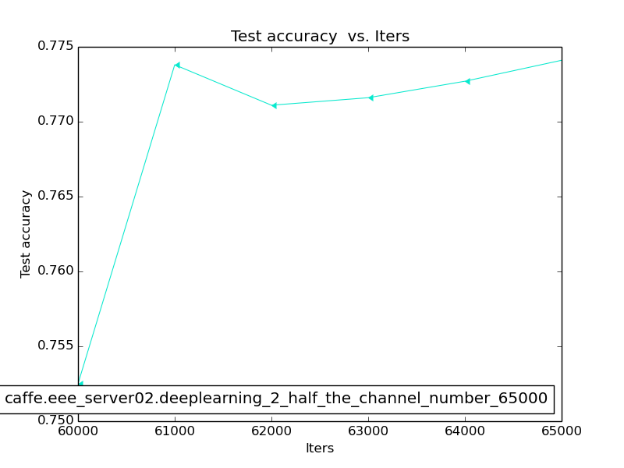 Test accuracy  vs. Iters
0.775
0.770
0.765
0.760
0.755
0.750
Test accuracy
caffe.eee_server02.deeplearning_2_half_the_channel_number_65000
60000 61000 62000 63000 64000 65000
Iters